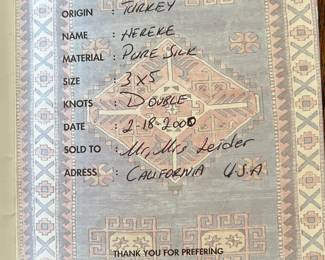 ORIGIN : TURKEY
NAME : HEREKE
MATERIAL : PURE SILK
SIZE : 3x5
KNOTS : DOUBLE
DATE : 2-18-2000
SOLD TO : Mr, Mrs Leider
ADRESS : CALIFORNIA U.S.A
THANK YOU FOR PREFERING